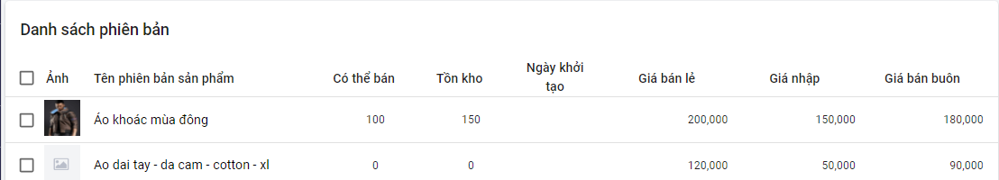 Danh sách phiên bản
Ảnh Tên phiên bản sản phẩm Có thể bán Tồn kho Ngày khởi tạo Giá bán lẻ Giá nhập Giá bán buôn
Áo khoác mùa đông 100 150 200,000 150,000 180,000
Ao dai tay - da cam - cotton - xl 0 0 120,000 50,000 90,000